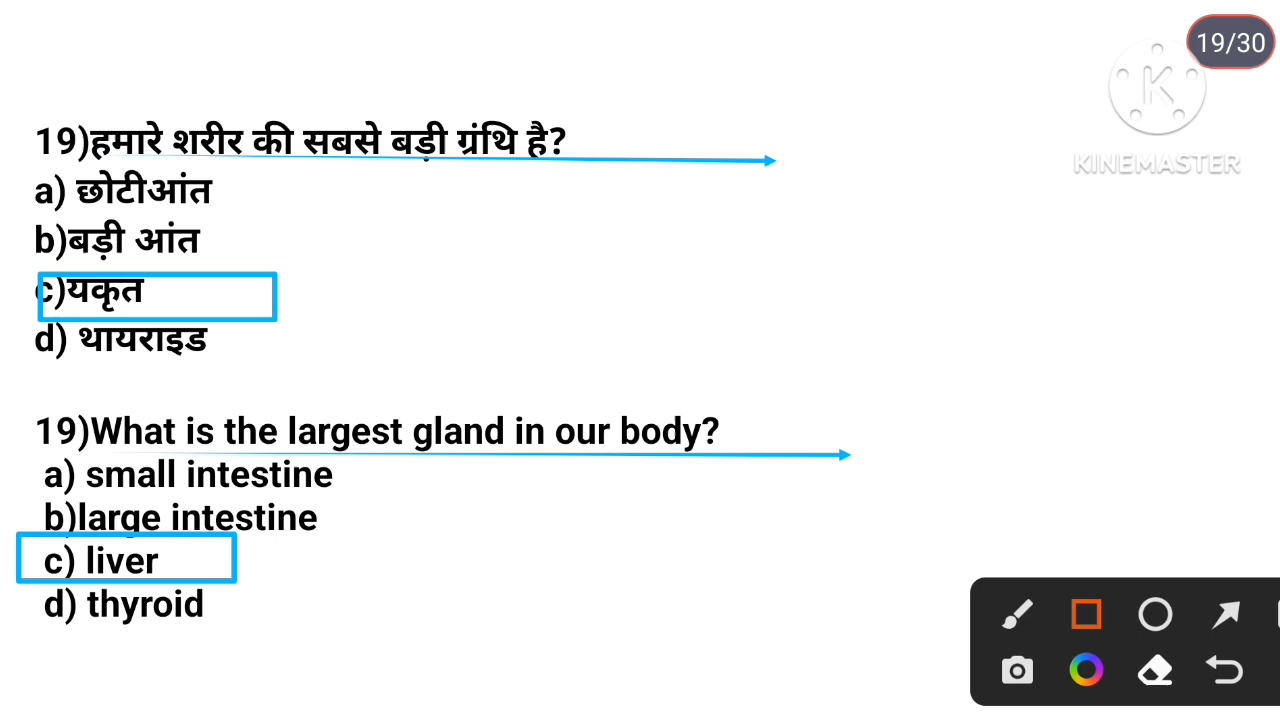 19/30
KINEMASTER
19)हमारे शरीर की सबसे बड़ी ग्रंथि है?
a) छोटीआंत
b)बड़ी आंत
c)यकृत
d) थायराइड
19)What is the largest gland in our body?
a) small intestine
b)large intestine
c) liver
d) thyroid